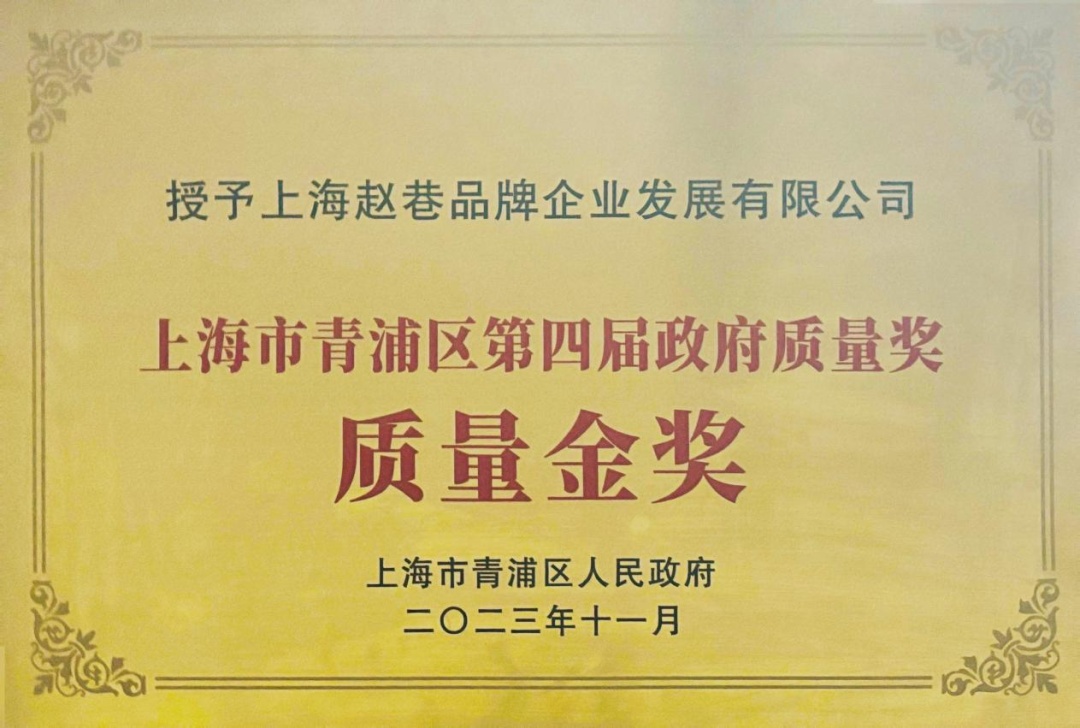 授予上海赵巷品牌企业发展有限公司
上海市青浦区第四届政府质量奖
质量金奖
上海市青浦区人民政府
二〇二三年十一月